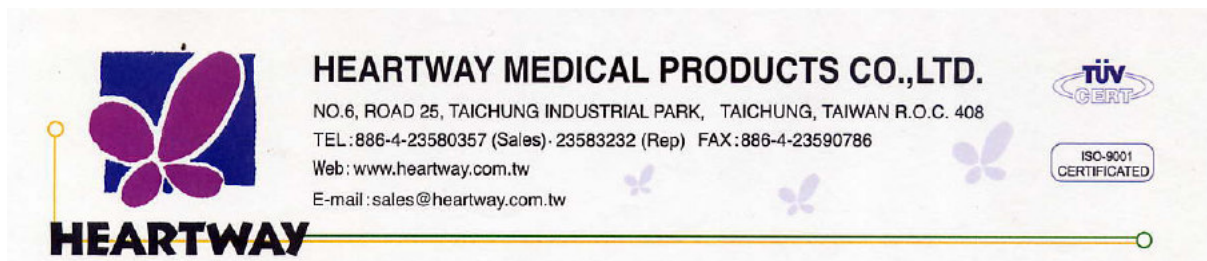 HEARTWAY MEDICAL PRODUCTS CO.,LTD.
NO.6, ROAD 25, TAICHUNG INDUSTRIAL PARK, TAICHUNG, TAIWAN R.O.C. 408
TEL:886-4-23580357 (Sales)·23583232 (Rep) FAX:886-4-23590786
Web:www.heartway.com.tw
E-mail:sales@heartway.com.tw
HEARTWAY
TÜV
CERT
ISO-9001
CERTIFICATED